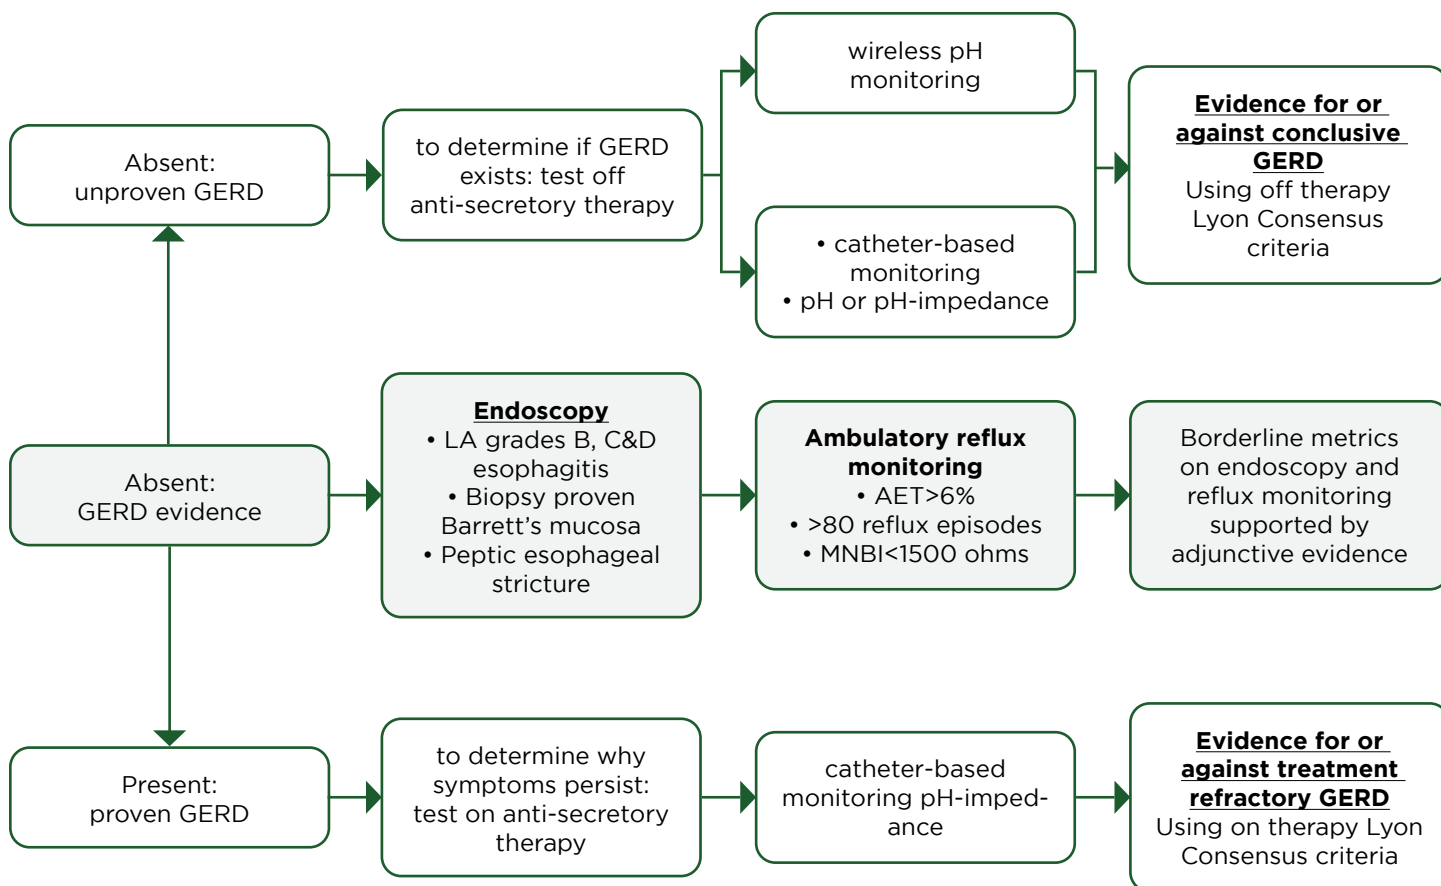 Absent:
unproven GERD
to determine if GERD
exists: test off
anti-secretory therapy
wireless pH
monitoring
• catheter-based
monitoring
• pH or pH-impedance
Evidence for or
against conclusive
GERD
Using off therapy
Lyon Consensus
criteria
Absent:
GERD evidence
Endoscopy
• LA grades B, C&D
esophagitis
• Biopsy proven
Barrett’s mucosa
• Peptic esophageal
stricture
Ambulatory reflux
monitoring
• AET>6%
• >80 reflux episodes
• MNBI<1500 ohms
Borderline metrics
on endoscopy and
reflux monitoring
supported by
adjunctive evidence
Present:
proven GERD
to determine why
symptoms persist:
test on anti-secretory
therapy
catheter-based
monitoring pH-imped-
ance
Evidence for or
against treatment
refractory GERD
Using on therapy Lyon
Consensus criteria